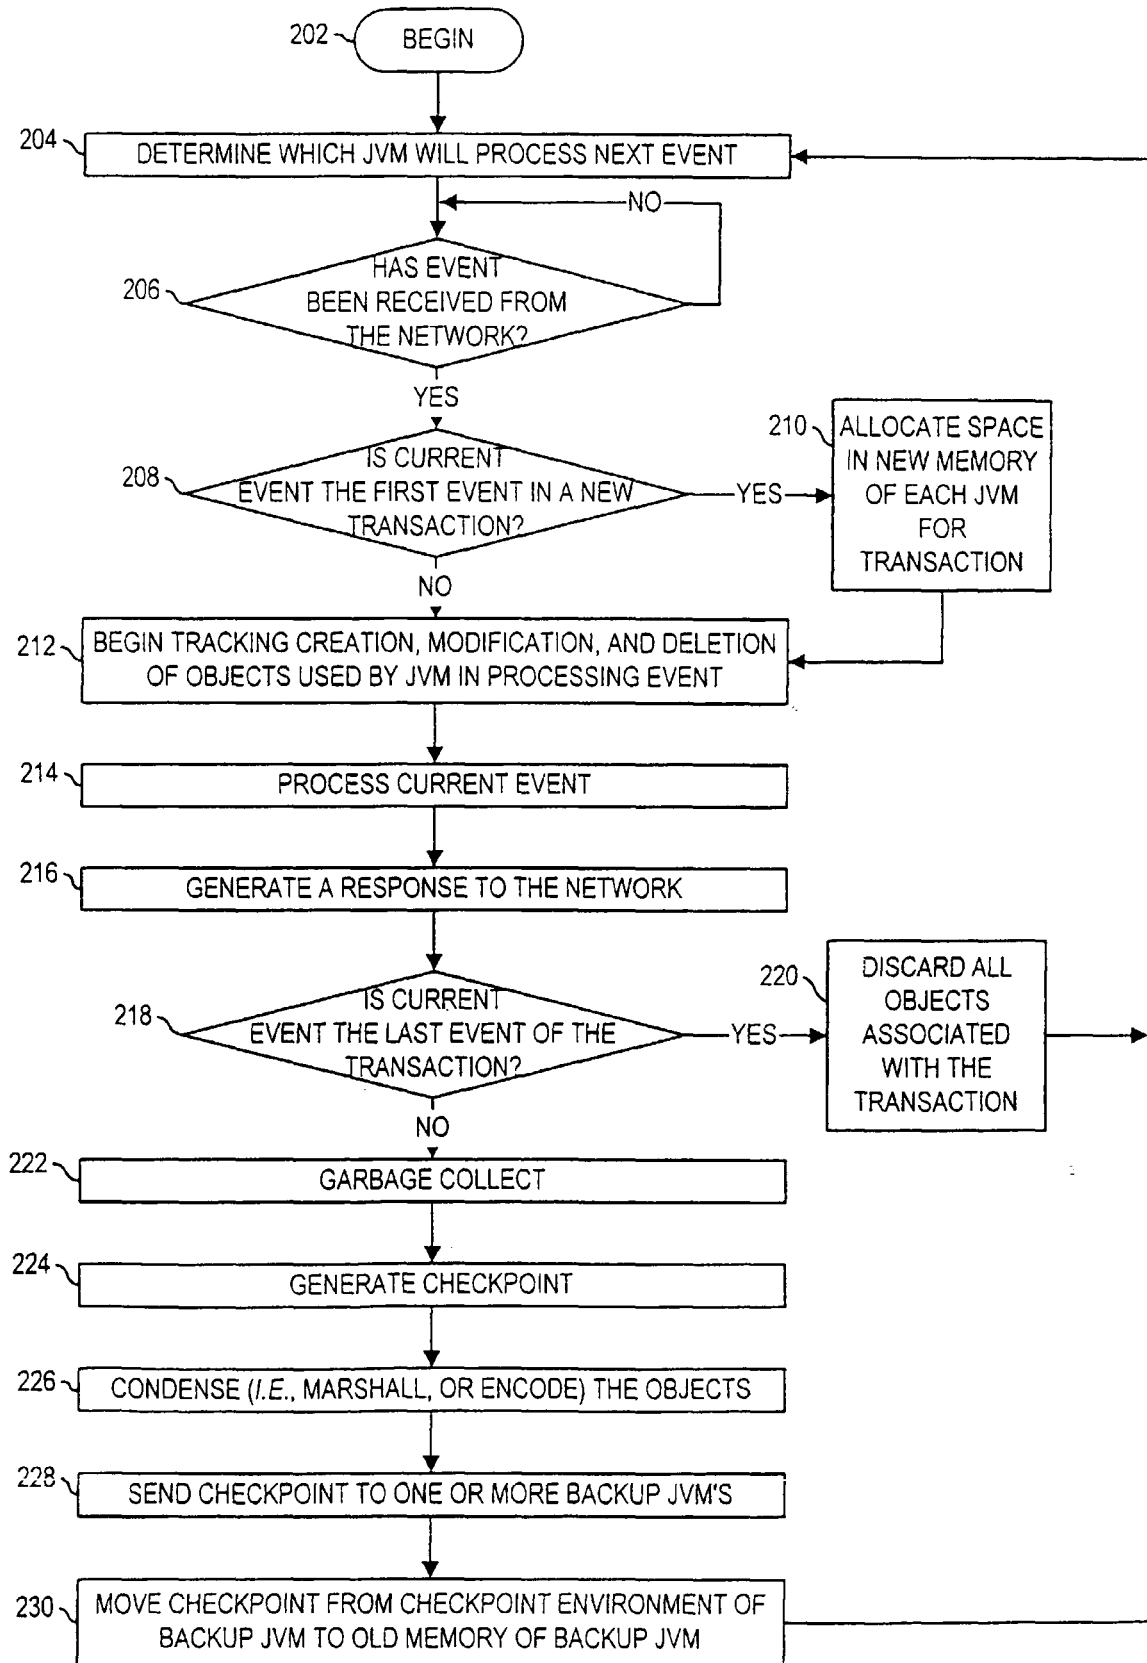 202
BEGIN
204
DETERMINE WHICH JVM WILL PROCESS NEXT EVENT
NO
206
HAS EVENT
BEEN RECEIVED FROM
THE NETWORK?
YES
208
IS CURRENT
EVENT THE FIRST EVENT IN A NEW
TRANSACTION?
YES
210
ALLOCATE SPACE
IN NEW MEMORY
OF EACH JVM
FOR
TRANSACTION
NO
212
BEGIN TRACKING CREATION, MODIFICATION, AND DELETION
OF OBJECTS USED BY JVM IN PROCESSING EVENT
214
PROCESS CURRENT EVENT
216
GENERATE A RESPONSE TO THE NETWORK
218
IS CURRENT
EVENT THE LAST EVENT OF THE
TRANSACTION?
YES
220
DISCARD ALL
OBJECTS
ASSOCIATED
WITH THE
TRANSACTION
NO
222
GARBAGE COLLECT
224
GENERATE CHECKPOINT
226
CONDENSE (I.E., MARSHALL, OR ENCODE) THE OBJECTS
228
SEND CHECKPOINT TO ONE OR MORE BACKUP JVM'S
230
MOVE CHECKPOINT FROM CHECKPOINT ENVIRONMENT OF
BACKUP JVM TO OLD MEMORY OF BACKUP JVM